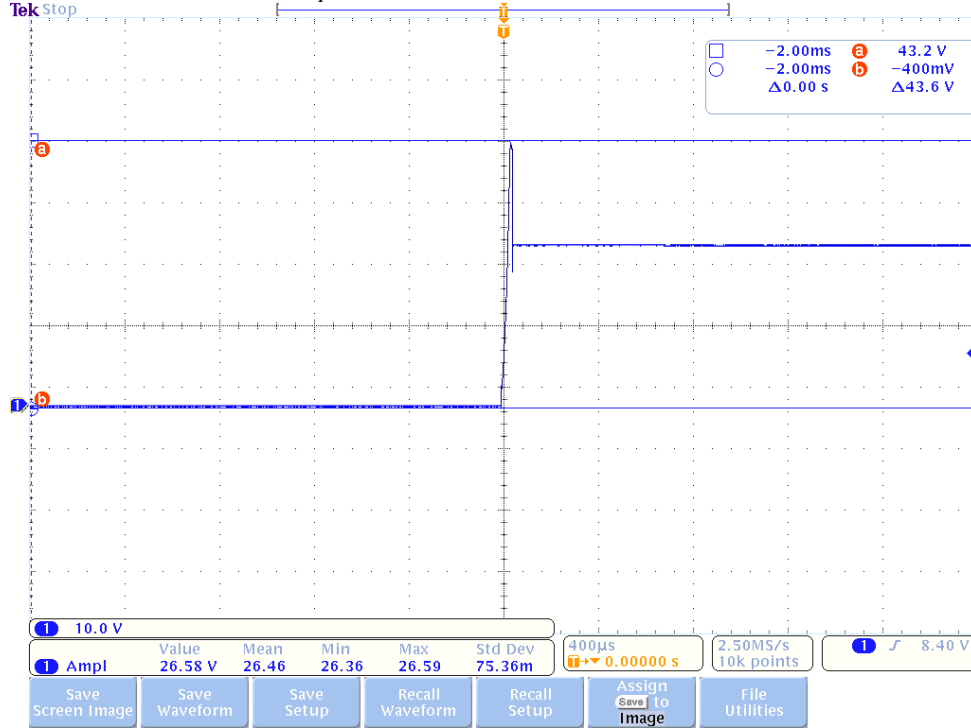 Tek Stop
T
T
-2.00ms a 43.2 V
-2.00ms b -400mV
Δ0.00 s Δ43.6 V
a
b
1
1 10.0 V
Value Mean Min Max Std Dev
1 Ampl 26.58 V 26.46 26.36 26.59 75.36m
400µs
T→▼ 0.00000 s
2.50MS/s
10k points
1 ƒ 8.40 V
Save Screen Image
Save Waveform
Save Setup
Recall Waveform
Recall Setup
Assign Save to Image
File Utilities